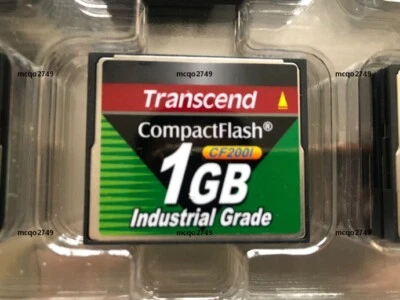 mcqo2749 mcqo2749 mcqo2749
Transcend
CompactFlash®
CF200I
1GB
Industrial Grade
mcqo2749 mcqo2749 mcqo2749